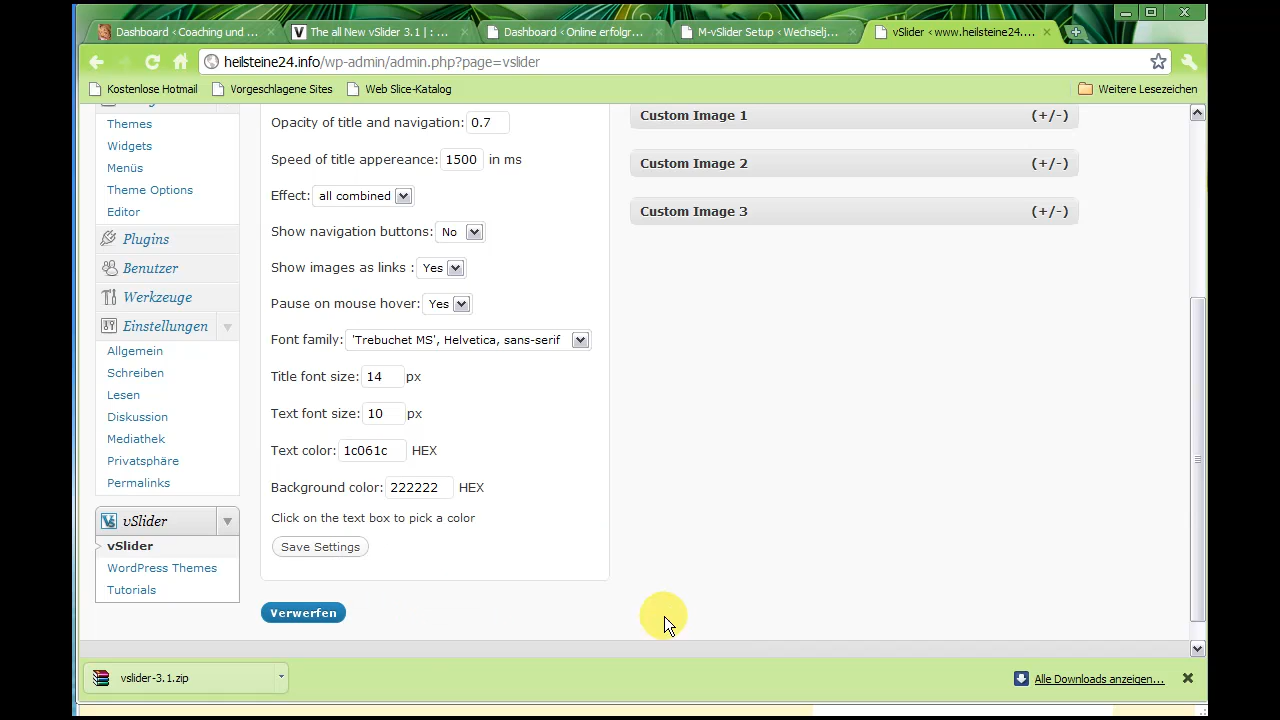 Dashboard ‹ Coaching und ...
The all New vSlider 3.1 | : ...
Dashboard ‹ Online erfolgr...
M-vSlider Setup ‹ Wechselj...
vSlider ‹ www.heilsteine24....
heilsteine24.info/wp-admin/admin.php?page=vslider
Kostenlose Hotmail
Vorgeschlagene Sites
Web Slice-Katalog
Weitere Lesezeichen
Themes
Widgets
Menüs
Theme Options
Editor
Plugins
Benutzer
Werkzeuge
Einstellungen
Allgemein
Schreiben
Lesen
Diskussion
Mediathek
Privatsphäre
Permalinks
vSlider
vSlider
WordPress Themes
Tutorials
Opacity of title and navigation: 0.7
Speed of title appereance: 1500 in ms
Effect: all combined
Show navigation buttons: No
Show images as links : Yes
Pause on mouse hover: Yes
Font family: 'Trebuchet MS', Helvetica, sans-serif
Title font size: 14 px
Text font size: 10 px
Text color: 1c061c HEX
Background color: 222222 HEX
Click on the text box to pick a color
Save Settings
Verwerfen
Custom Image 1 (+/-)
Custom Image 2 (+/-)
Custom Image 3 (+/-)
vslider-3.1.zip
Alle Downloads anzeigen...